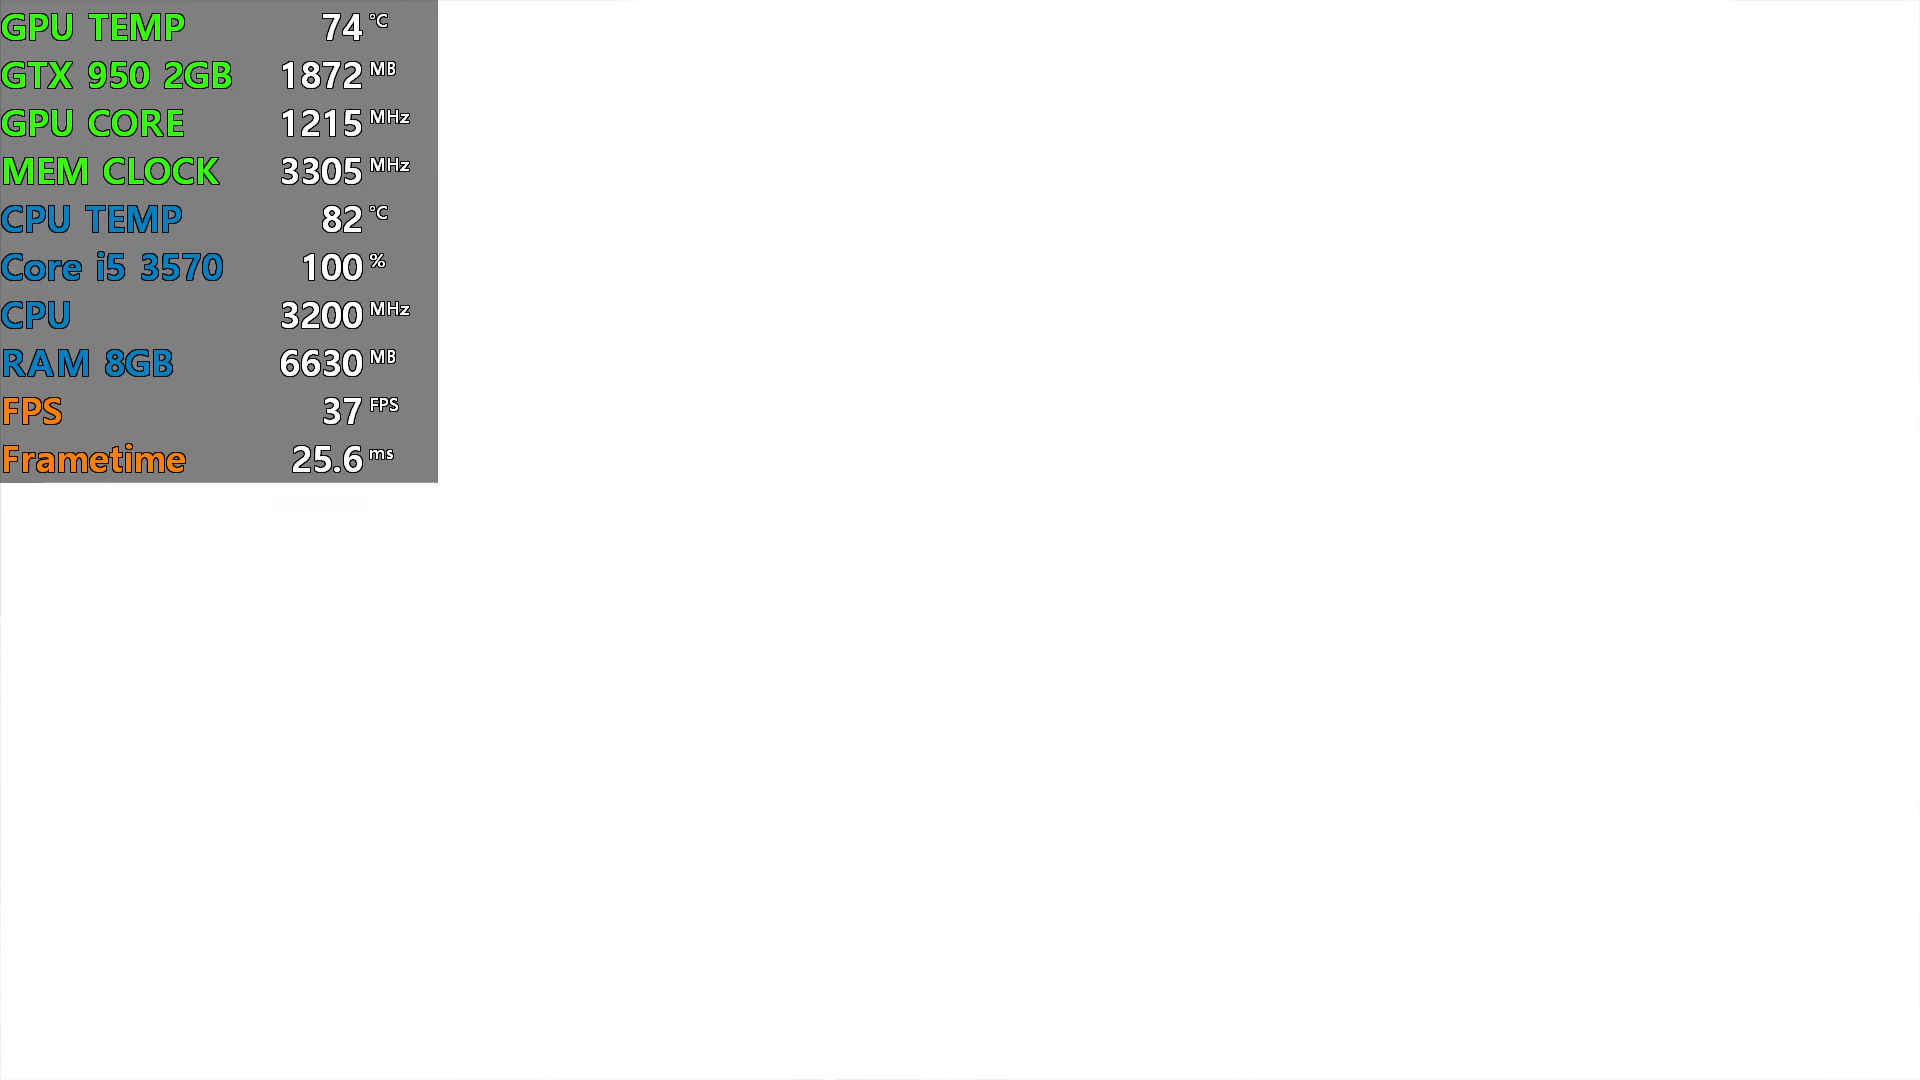 GPU TEMP 74 °C
GTX 950 2GB 1872 MB
GPU CORE 1215 MHz
MEM CLOCK 3305 MHz
CPU TEMP 82 °C
Core i5 3570 100 %
CPU 3200 MHz
RAM 8GB 6630 MB
FPS 37 FPS
Frametime 25.6 ms